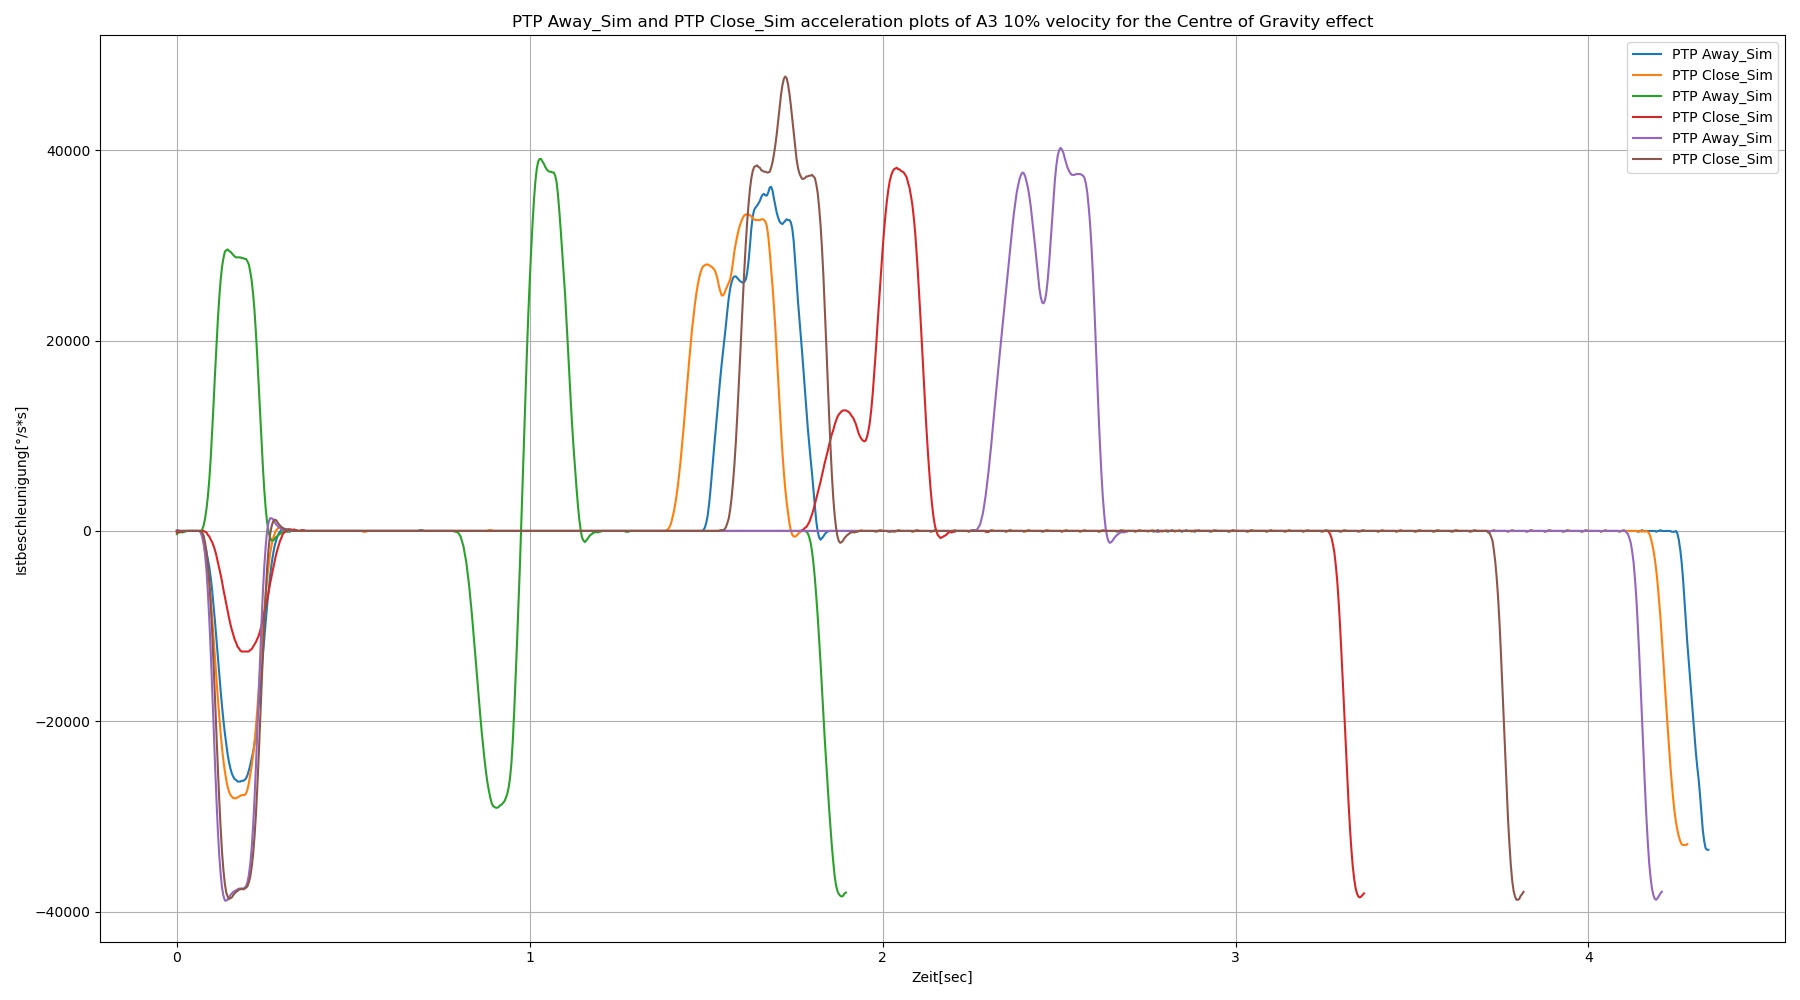 PTP Away_Sim and PTP Close_Sim acceleration plots of A3 10% velocity for the Centre of Gravity effect
PTP Away_Sim
PTP Close_Sim
PTP Away_Sim
PTP Close_Sim
PTP Away_Sim
PTP Close_Sim
40000
20000
0
−20000
−40000
Istbeschleunigung[°/s*s]
0
1
2
3
4
Zeit[sec]